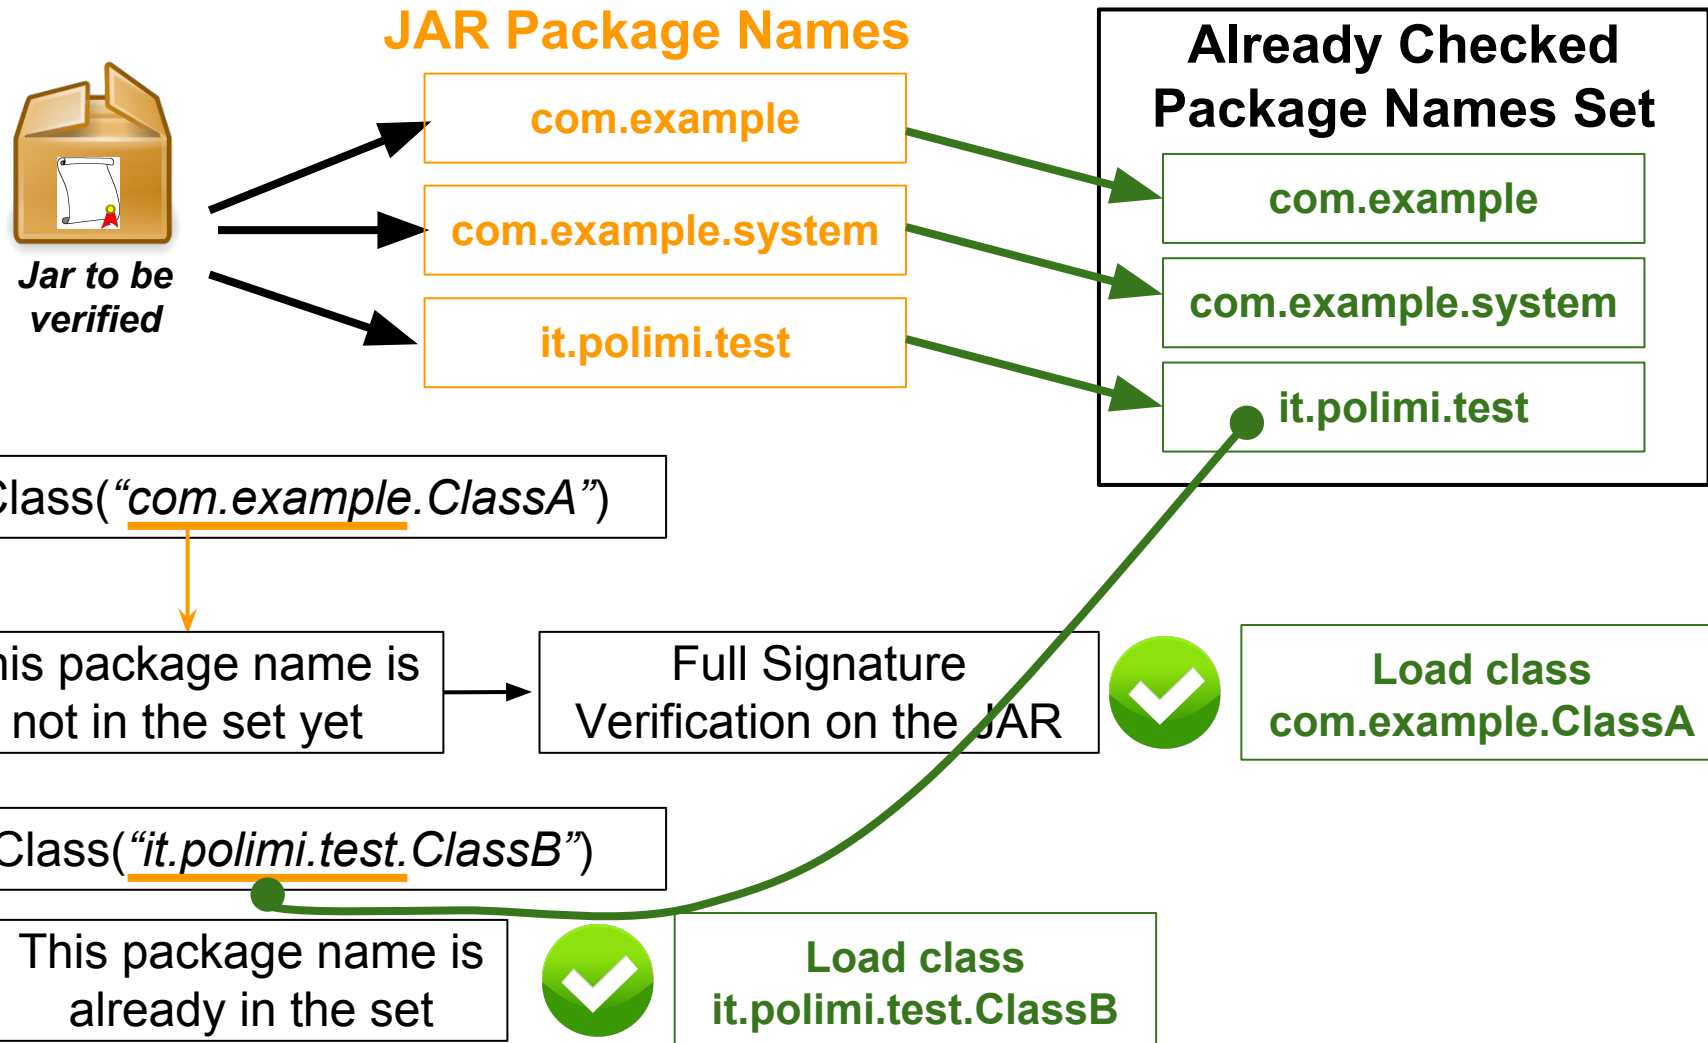 JAR Package Names
Already Checked
Package Names Set
com.example
com.example.system
it.polimi.test
com.example
com.example.system
it.polimi.test
Jar to be
verified
Class(“com.example.ClassA”)
his package name is
not in the set yet
Full Signature
Verification on the JAR
Load class
com.example.ClassA
Class(“it.polimi.test.ClassB”)
This package name is
already in the set
Load class
it.polimi.test.ClassB